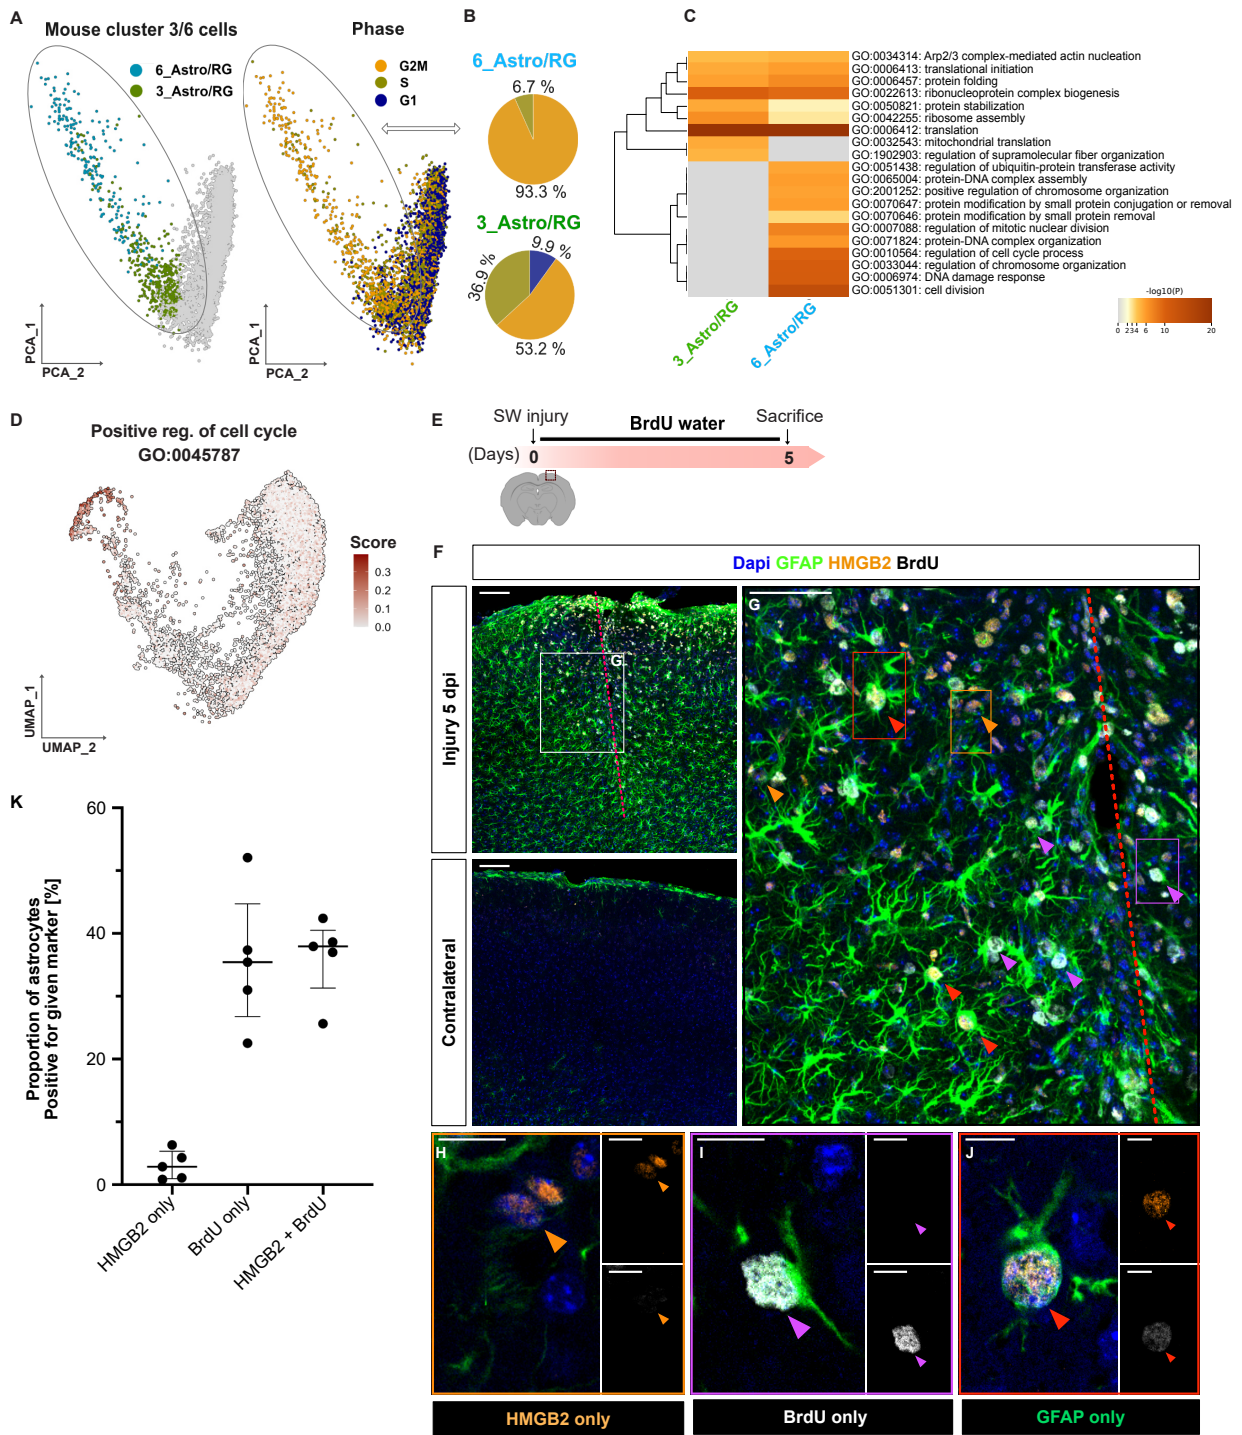 A
Mouse cluster 3/6 cells
6_Astro/RG
3_Astro/RG
PCA_1
PCA_2
Phase
G2M
S
G1
PCA_1
PCA_2
B
6_Astro/RG
6.7 %
93.3 %
3_Astro/RG
9.9 %
36.9 %
53.2 %
C
GO:0034314: Arp2/3 complex-mediated actin nucleation
GO:0006413: translational initiation
GO:0006457: protein folding
GO:0022613: ribonucleoprotein complex biogenesis
GO:0050821: protein stabilization
GO:0042255: ribosome assembly
GO:0006412: translation
GO:0032543: mitochondrial translation
GO:1902903: regulation of supramolecular fiber organization
GO:0051438: regulation of ubiquitin-protein transferase activity
GO:0065004: protein-DNA complex assembly
GO:2001252: positive regulation of chromosome organization
GO:0070647: protein modification by small protein conjugation or removal
GO:0070646: protein modification by small protein removal
GO:0007088: regulation of mitotic nuclear division
GO:0071824: protein-DNA complex organization
GO:0010564: regulation of cell cycle process
GO:0033044: regulation of chromosome organization
GO:0006974: DNA damage response
GO:0051301: cell division
3_Astro/RG
6_Astro/RG
-log10(P)
0 2 3 4 6 10 20
D
Positive reg. of cell cycle
GO:0045787
Score
0.3
0.2
0.1
0.0
UMAP_1
UMAP_2
E
SW injury
BrdU water
Sacrifice
(Days) 0 5
F
Dapi GFAP HMGB2 BrdU
Injury 5 dpi
G
Contralateral
G
H
I
J
HMGB2 only
BrdU only
GFAP only
K
Proportion of astrocytes
Positive for given marker [%]
60
40
20
0
HMGB2 only
BrdU only
HMGB2 + BrdU